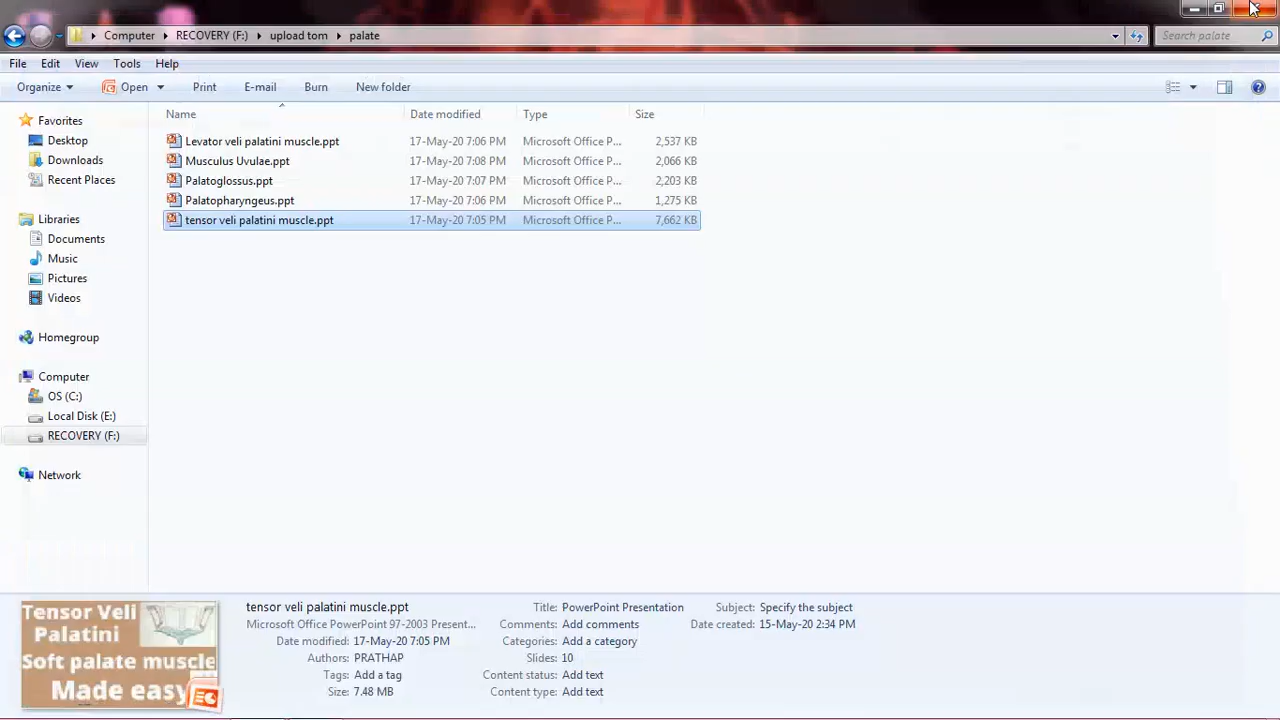 Computer RECOVERY (F:) upload tom palate Search palate
File Edit View Tools Help
Organize Open Print E-mail Burn New folder
Name Date modified Type Size
Favorites
Desktop
Downloads
Recent Places
Libraries
Documents
Music
Pictures
Videos
Homegroup
Computer
OS (C:)
Local Disk (E:)
RECOVERY (F:)
Network
Levator veli palatini muscle.ppt 17-May-20 7:06 PM Microsoft Office P... 2,537 KB
Musculus Uvulae.ppt 17-May-20 7:08 PM Microsoft Office P... 2,066 KB
Palatoglossus.ppt 17-May-20 7:07 PM Microsoft Office P... 2,203 KB
Palatopharyngeus.ppt 17-May-20 7:06 PM Microsoft Office P... 1,275 KB
tensor veli palatini muscle.ppt 17-May-20 7:05 PM Microsoft Office P... 7,662 KB
Tensor Veli
Palatini
Soft palate muscle
Made easy
tensor veli palatini muscle.ppt
Microsoft Office PowerPoint 97-2003 Present...
Date modified: 17-May-20 7:05 PM
Authors: PRATHAP
Tags: Add a tag
Size: 7.48 MB
Title: PowerPoint Presentation
Comments: Add comments
Categories: Add a category
Slides: 10
Content status: Add text
Content type: Add text
Subject: Specify the subject
Date created: 15-May-20 2:34 PM